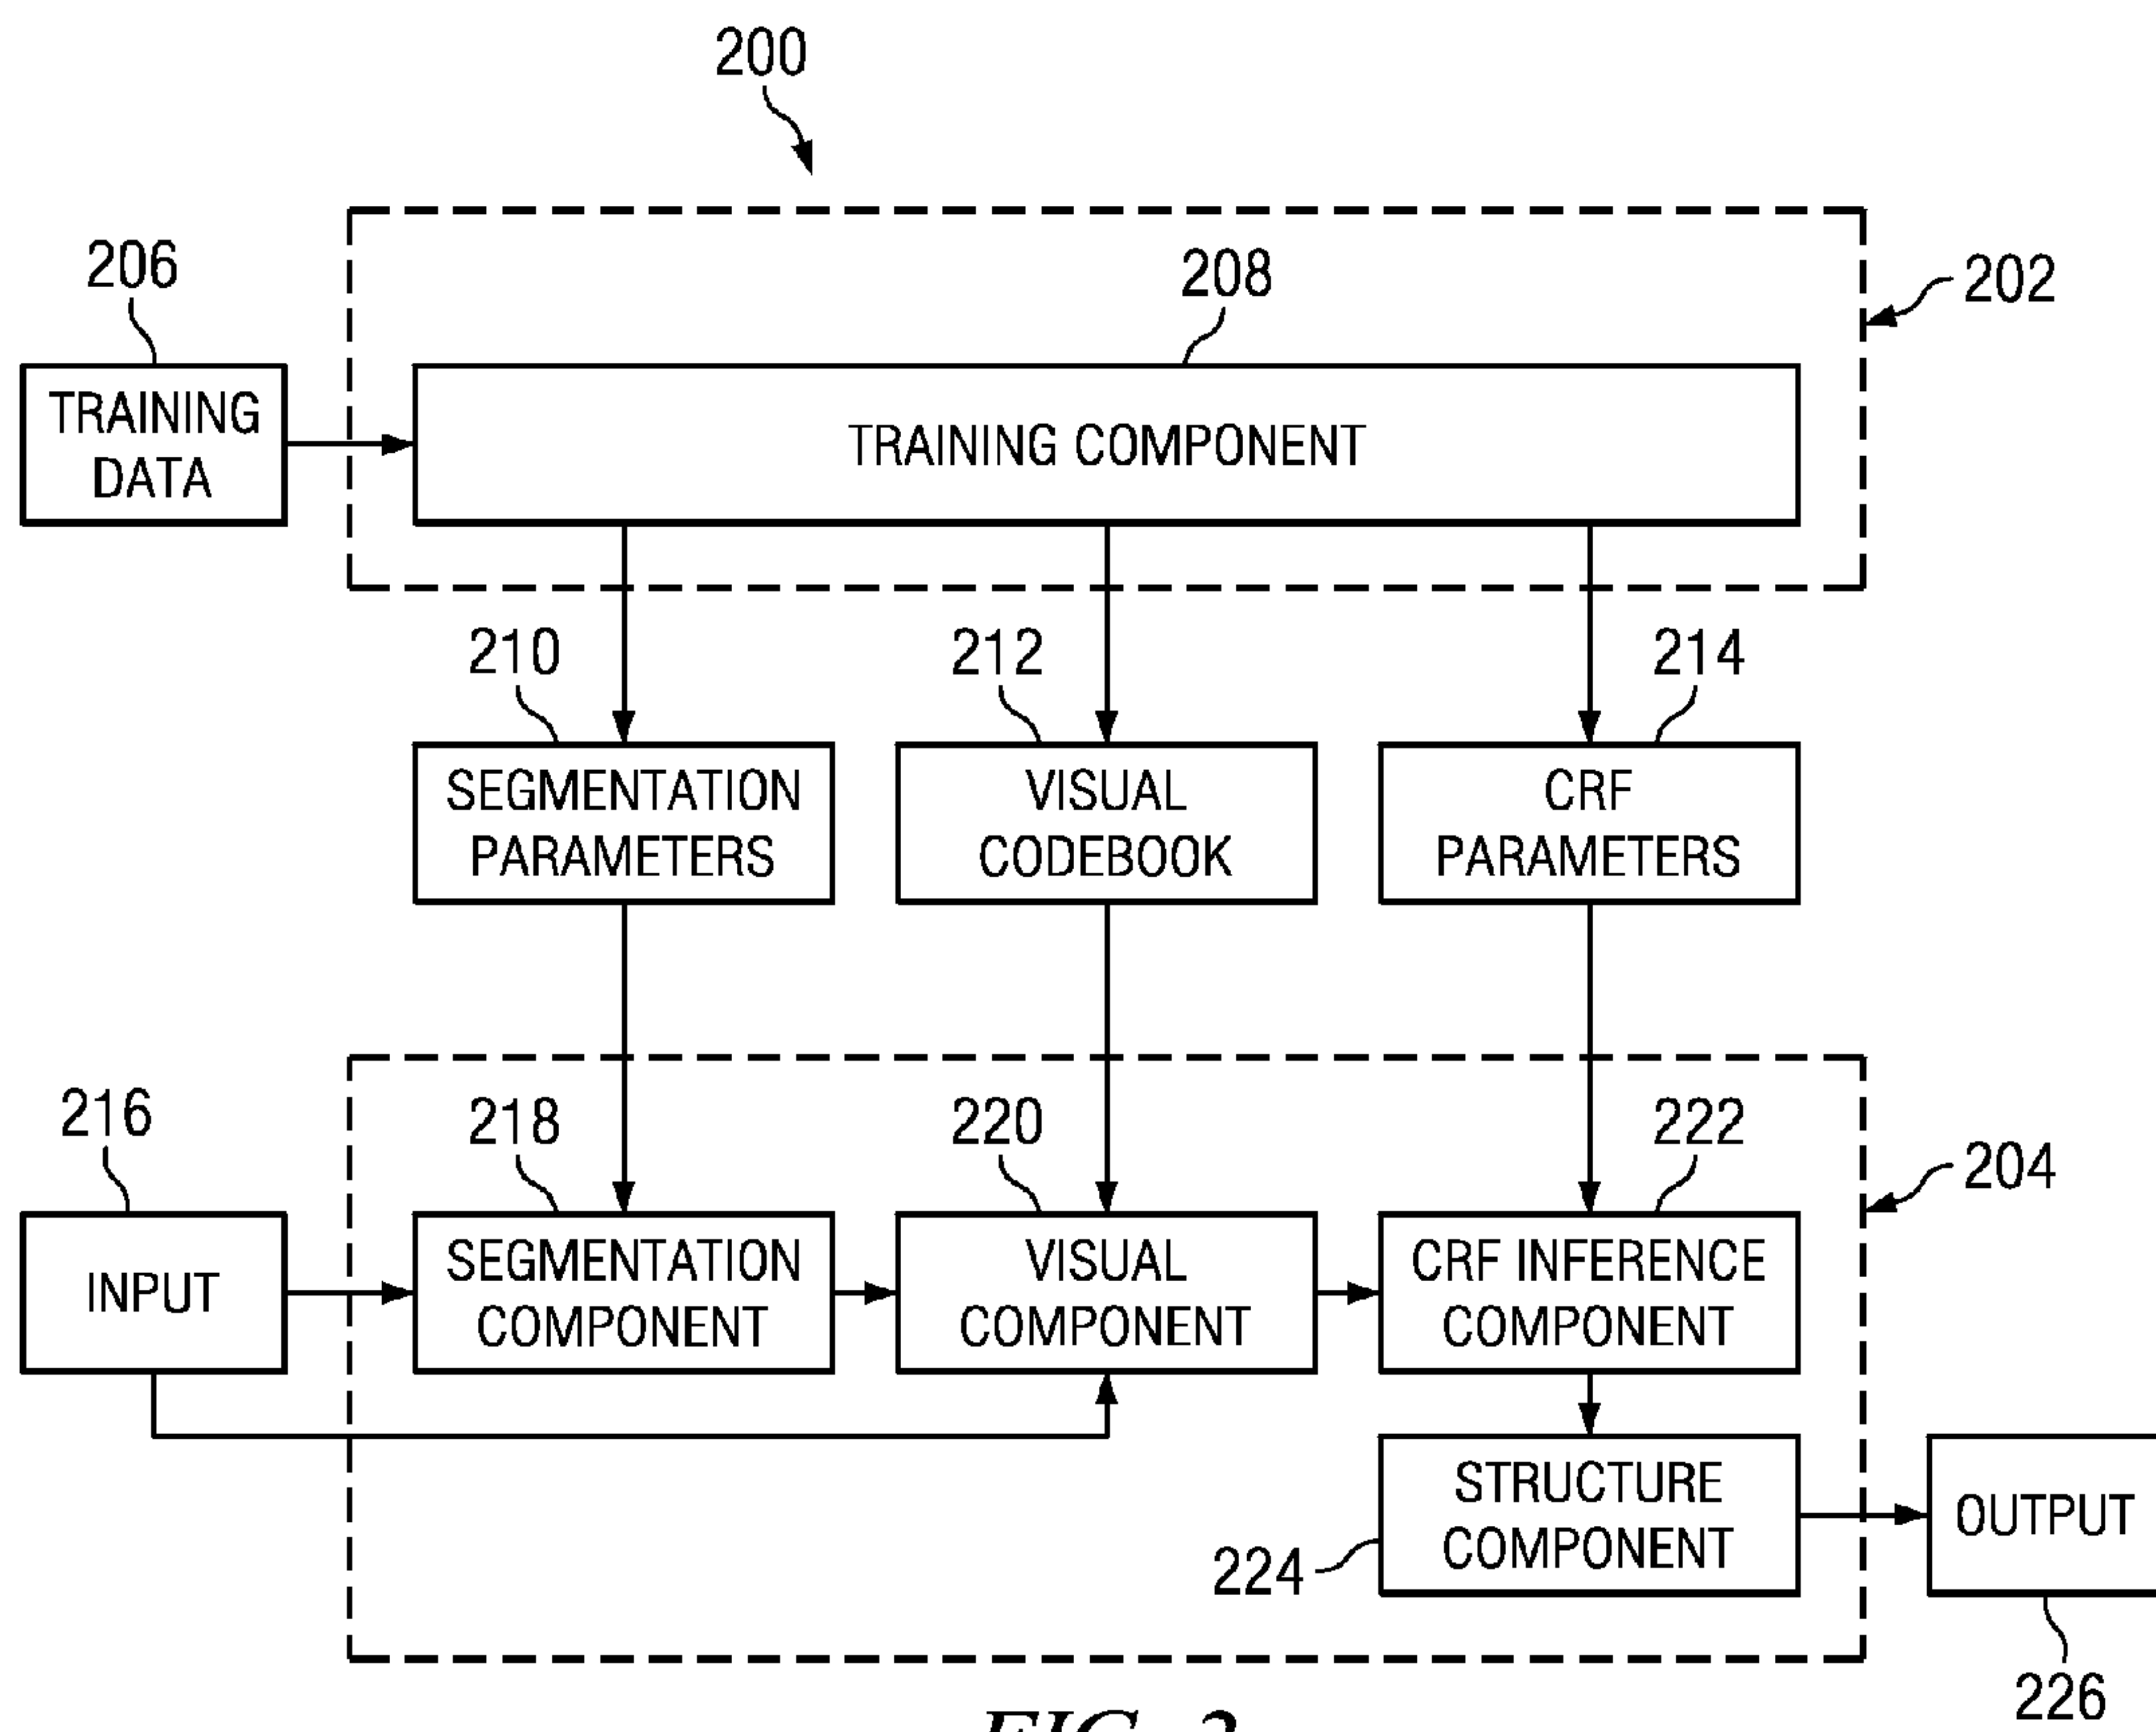 200
202
206
208
TRAINING
DATA
TRAINING COMPONENT
210
212
214
SEGMENTATION
PARAMETERS
VISUAL
CODEBOOK
CRF
PARAMETERS
216
218
220
222
204
INPUT
SEGMENTATION
COMPONENT
VISUAL
COMPONENT
CRF INFERENCE
COMPONENT
STRUCTURE
COMPONENT
224
OUTPUT
226